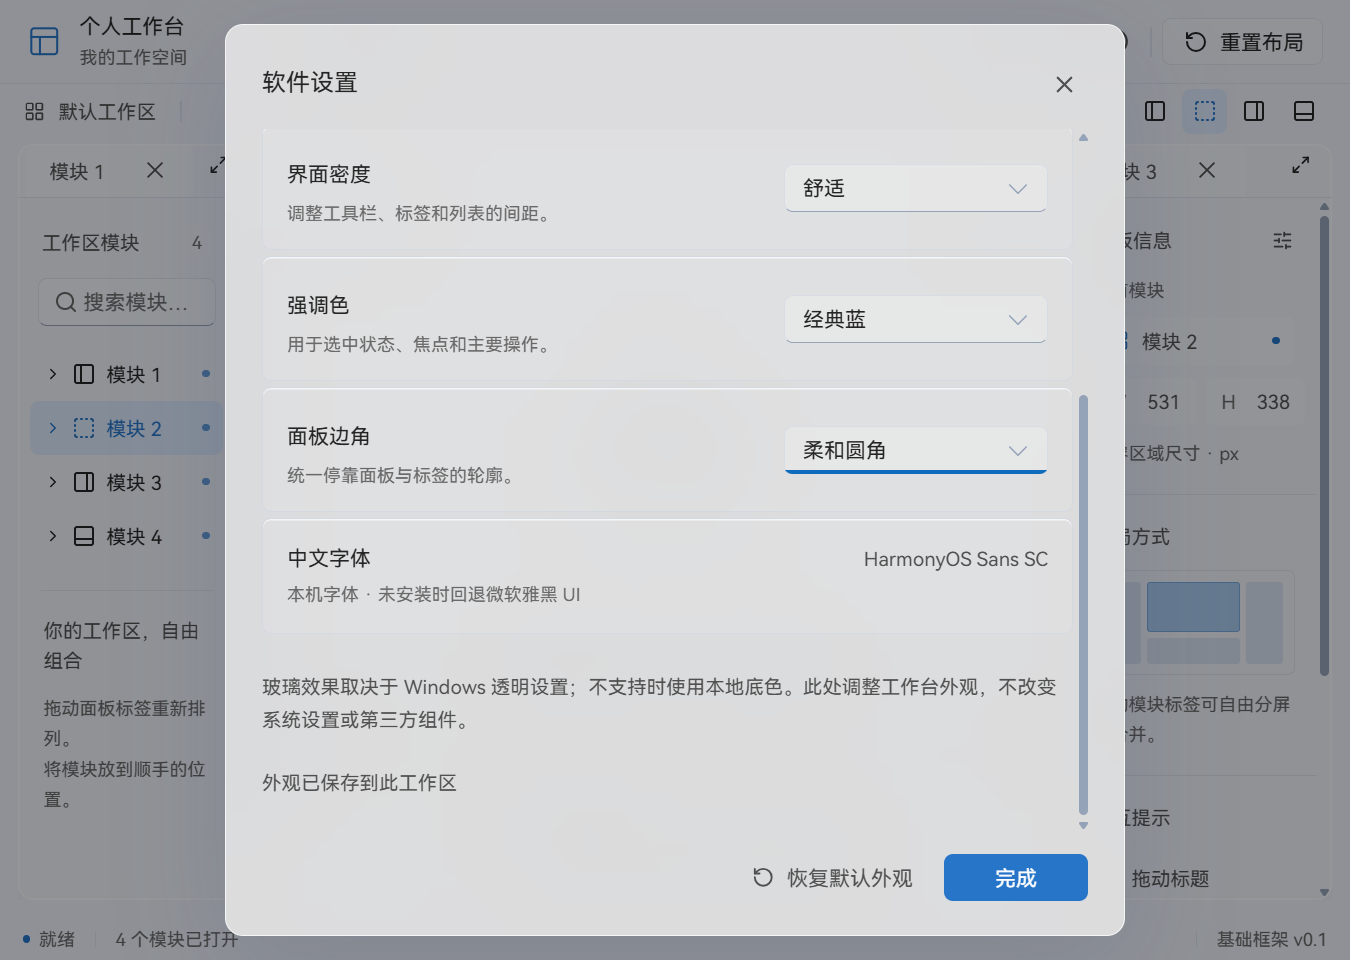 个人工作台
我的工作空间
重置布局
默认工作区
模块 1
块 3
工作区模块
4
搜索模块...
模块 1
模块 2
模块 3
模块 4
你的工作区，自由
组合
拖动面板标签重新排
列。
将模块放到顺手的位
置。
软件设置
界面密度
调整工具栏、标签和列表的间距。
舒适
强调色
用于选中状态、焦点和主要操作。
经典蓝
面板边角
统一停靠面板与标签的轮廓。
柔和圆角
中文字体
HarmonyOS Sans SC
本机字体 · 未安装时回退微软雅黑 UI
玻璃效果取决于 Windows 透明设置；不支持时使用本地底色。此处调整工作台外观，不改变
系统设置或第三方组件。
外观已保存到此工作区
恢复默认外观
完成
信息
模块
模块 2
531
H
338
区域尺寸 · px
方式
模块标签可自由分屏
并。
提示
拖动标题
就绪
4 个模块已打开
基础框架 v0.1